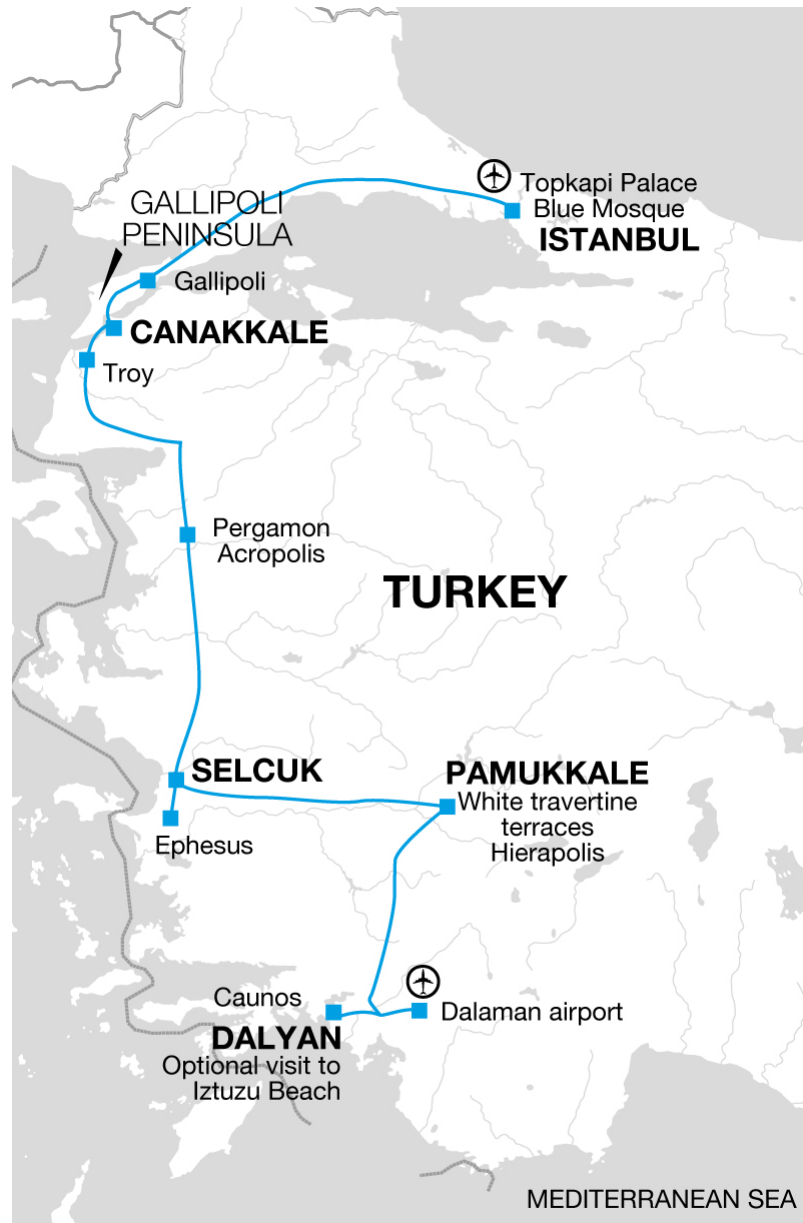 Topkapi Palace
Blue Mosque
ISTANBUL
GALLIPOLI
PENINSULA
Gallipoli
CANAKKALE
Troy
Pergamon
Acropolis
TURKEY
SELCUK
PAMUKKALE
White travertine
terraces
Hierapolis
Ephesus
Caunos
DALYAN
Optional visit to
Iztuzu Beach
Dalaman airport
MEDITERRANEAN SEA